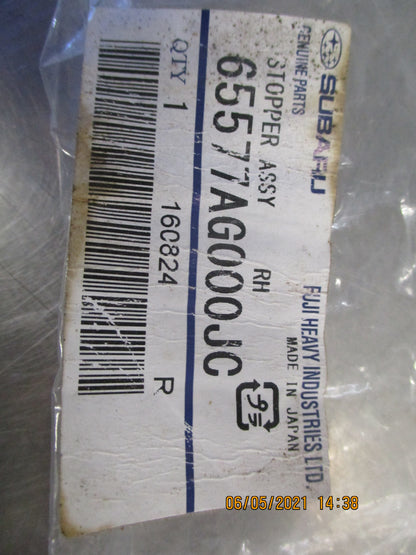 SUBARU
GENUINE PARTS
FUJI HEAVY INDUSTRIES LTD.
MADE IN JAPAN
STOPPER ASSY RH
65577AG000JC
プラ
QTY 1
160824 R
06/05/2021 14:38